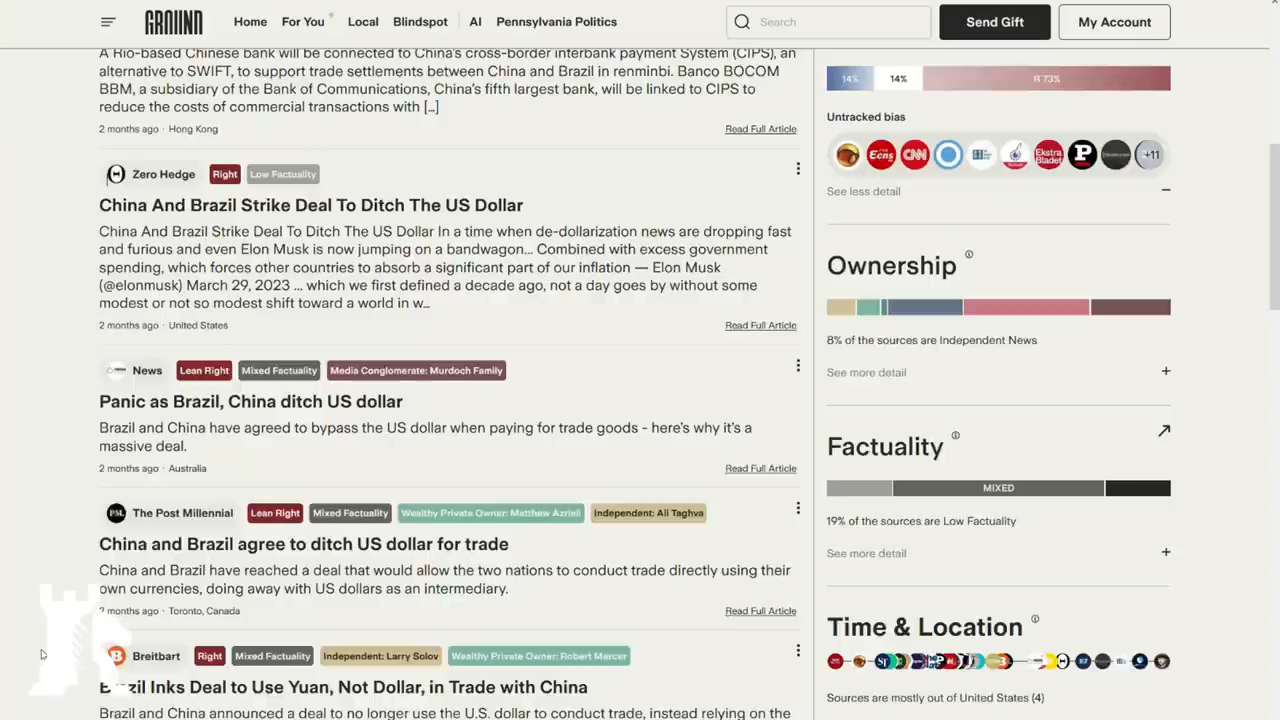 GROUND
Home
For You
Local
Blindspot
AI
Pennsylvania Politics
Search
Send Gift
My Account
A Rio-based Chinese bank will be connected to China's cross-border interbank payment System (CIPS), an
alternative to SWIFT, to support trade settlements between China and Brazil in renminbi. Banco BOCOM
BBM, a subsidiary of the Bank of Communications, China's fifth largest bank, will be linked to CIPS to
reduce the costs of commercial transactions with [...]
2 months ago · Hong Kong
Read Full Article
Zero Hedge Right Low Factuality
China And Brazil Strike Deal To Ditch The US Dollar
China And Brazil Strike Deal To Ditch The US Dollar In a time when de-dollarization news are dropping fast
and furious and even Elon Musk is now jumping on a bandwagon... Combined with excess government
spending, which forces other countries to absorb a significant part of our inflation — Elon Musk
(@elonmusk) March 29, 2023 ... which we first defined a decade ago, not a day goes by without some
modest or not so modest shift toward a world in w...
2 months ago · United States
Read Full Article
News Lean Right Mixed Factuality Media Conglomerate: Murdoch Family
Panic as Brazil, China ditch US dollar
Brazil and China have agreed to bypass the US dollar when paying for trade goods - here's why it's a
massive deal.
2 months ago · Australia
Read Full Article
PM. The Post Millennial Lean Right Mixed Factuality Wealthy Private Owner: Matthew Azrieli Independent: Ali Taghva
China and Brazil agree to ditch US dollar for trade
China and Brazil have reached a deal that would allow the two nations to conduct trade directly using their
own currencies, doing away with US dollars as an intermediary.
2 months ago · Toronto, Canada
Read Full Article
Breitbart Right Mixed Factuality Independent: Larry Solov Wealthy Private Owner: Robert Mercer
Brazil Inks Deal to Use Yuan, Not Dollar, in Trade with China
Brazil and China announced a deal to no longer use the U.S. dollar to conduct trade, instead relying on the
14% 14% R 73%
Untracked bias
Ecns CNN Ekstra Bladet P +11
See less detail
Ownership
8% of the sources are Independent News
See more detail
Factuality
MIXED
19% of the sources are Low Factuality
See more detail
Time & Location
Sources are mostly out of United States (4)